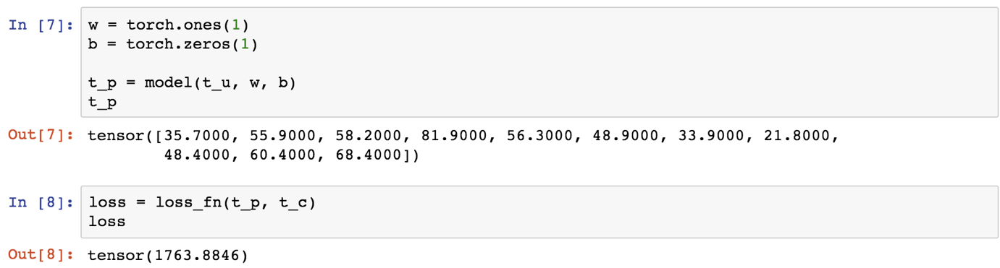 In [7]: w = torch.ones(1)
b = torch.zeros(1)
t_p = model(t_u, w, b)
t_p
Out[7]: tensor([35.7000, 55.9000, 58.2000, 81.9000, 56.3000, 48.9000, 33.9000, 21.8000,
48.4000, 60.4000, 68.4000])
In [8]: loss = loss_fn(t_p, t_c)
loss
Out[8]: tensor(1763.8846)